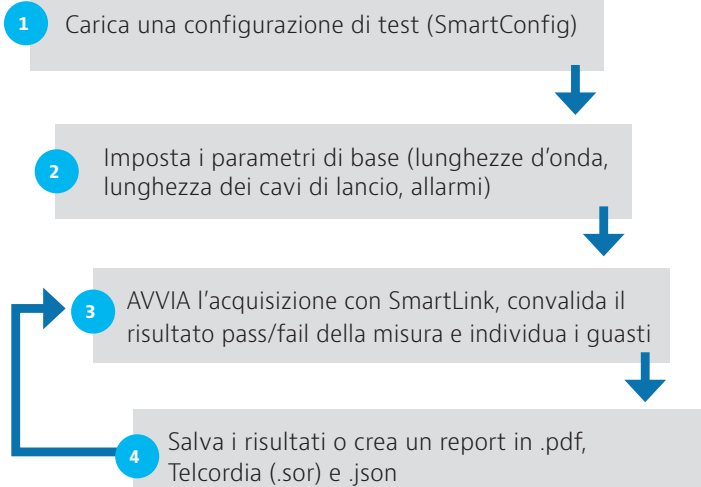 1 Carica una configurazione di test (SmartConfig)
2 Imposta i parametri di base (lunghezze d'onda,
lunghezza dei cavi di lancio, allarmi)
3 AVVIA l'acquisizione con SmartLink, convalida il
risultato pass/fail della misura e individua i guasti
4 Salva i risultati o crea un report in .pdf,
Telcordia (.sor) e .json